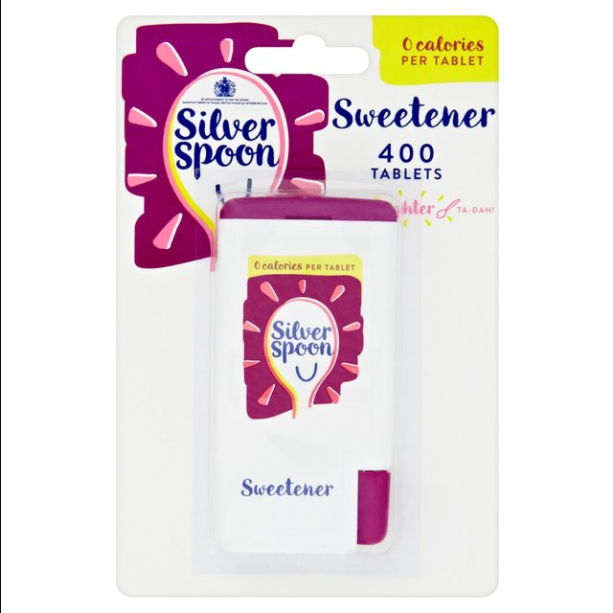 0 calories
PER TABLET
Silver
Spoon
Sweetener
400
TABLETS
TA-DAH!
0 calories PER TABLET
Silver
Spoon
Sweetener